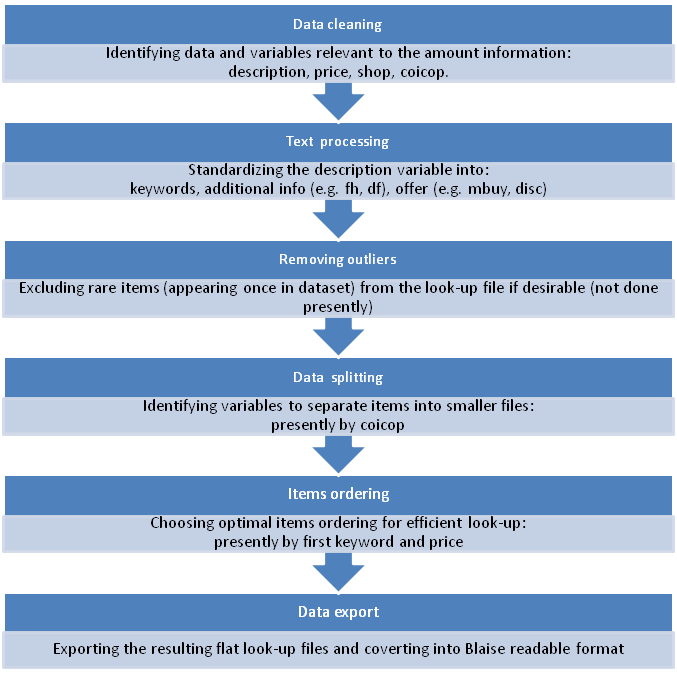 Data cleaning
Identifying data and variables relevant to the amount information:
description, price, shop, coicop.
Text processing
Standardizing the description variable into:
keywords, additional info (e.g. fh, df), offer (e.g. mbuy, disc)
Removing outliers
Excluding rare items (appearing once in dataset) from the look-up file if desirable (not done
presently)
Data splitting
Identifying variables to separate items into smaller files:
presently by coicop
Items ordering
Choosing optimal items ordering for efficient look-up:
presently by first keyword and price
Data export
Exporting the resulting flat look-up files and coverting into Blaise readable format